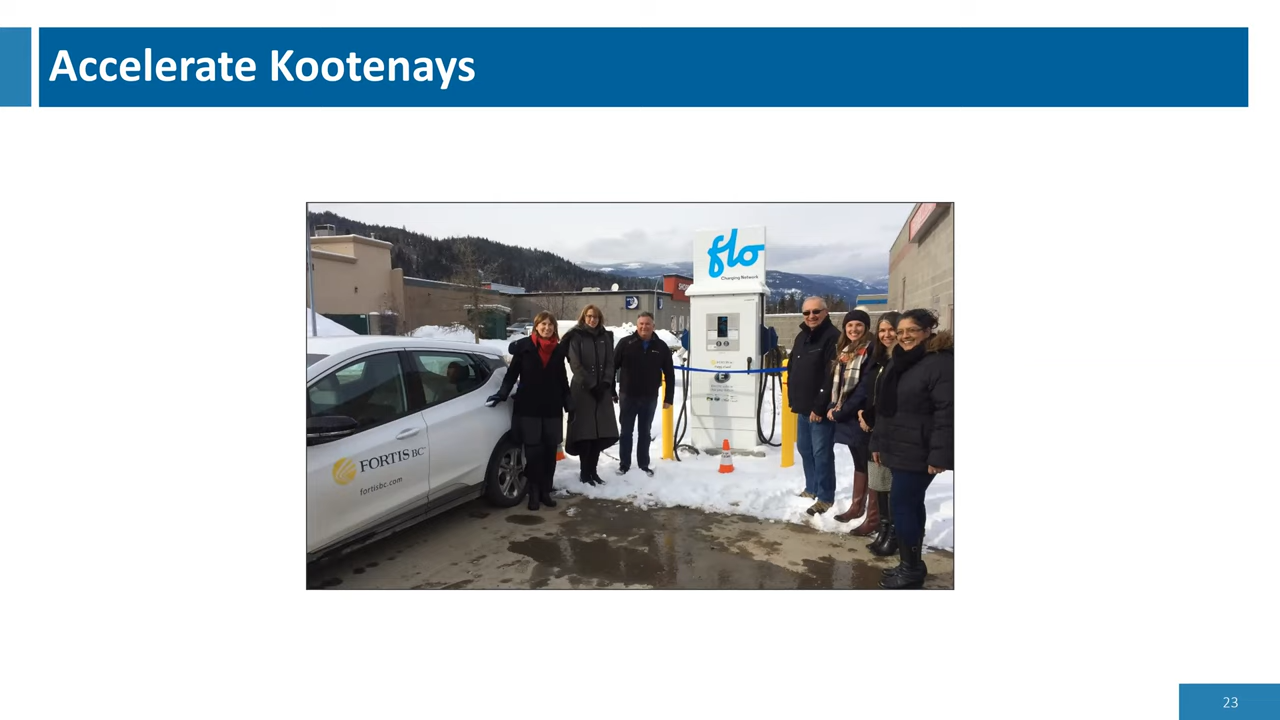 Accelerate Kootenays
flo
Charging Network
FORTIS BC
fortisbc.com
23